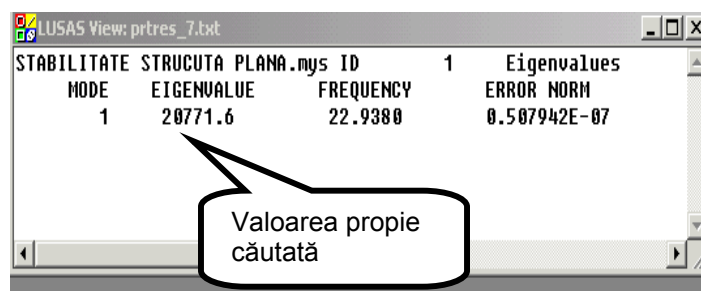 LUSAS View: prtres_7.txt
STABILITATE STRUCUTA PLANA.mys ID 1 Eigenvalues
MODE EIGENVALUE FREQUENCY ERROR NORM
1 20771.6 22.9380 0.507942E-07
Valoarea propie
căutată